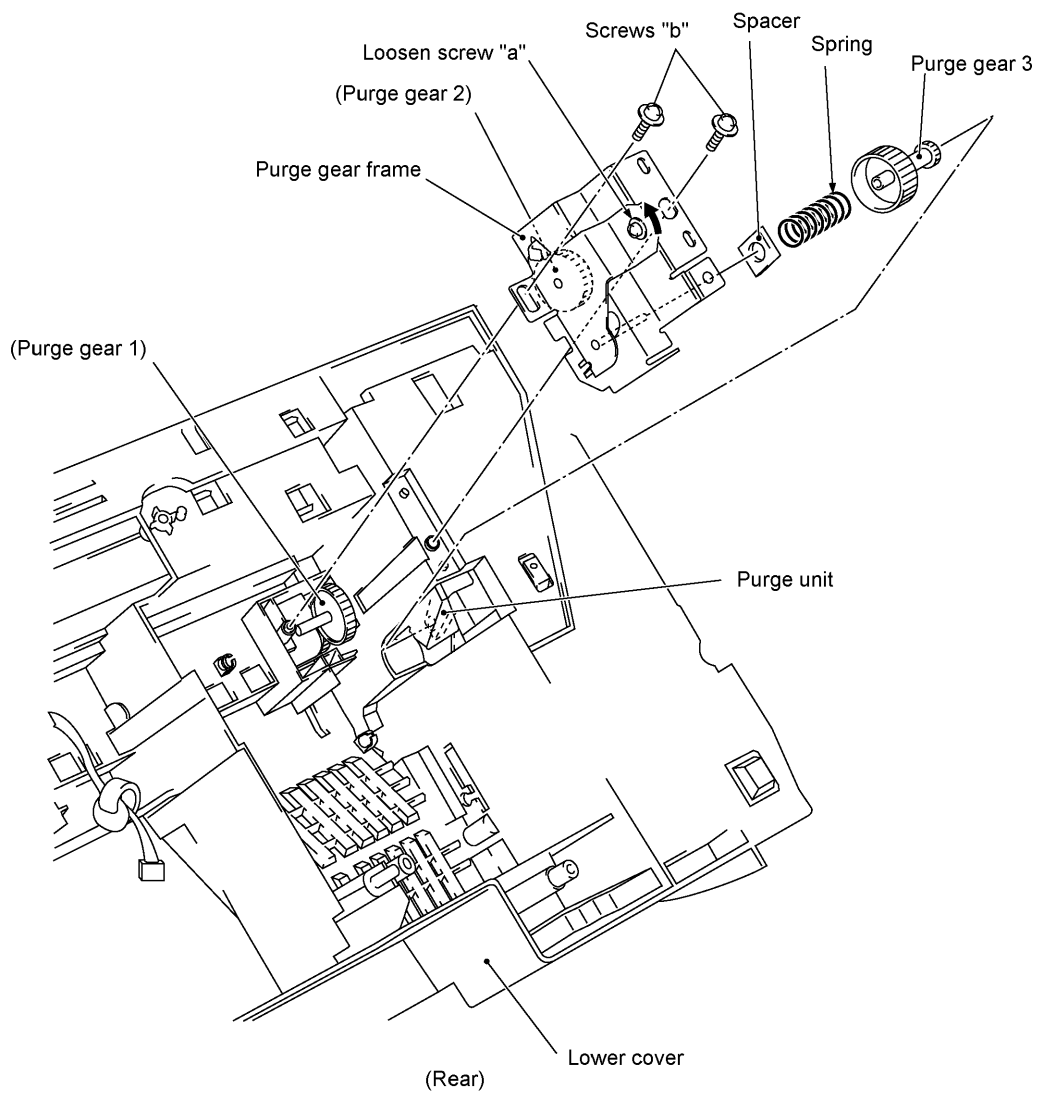 Spacer
Screws "b"
Spring
Loosen screw "a"
Purge gear 3
(Purge gear 2)
Purge gear frame
(Purge gear 1)
Purge unit
Lower cover
(Rear)